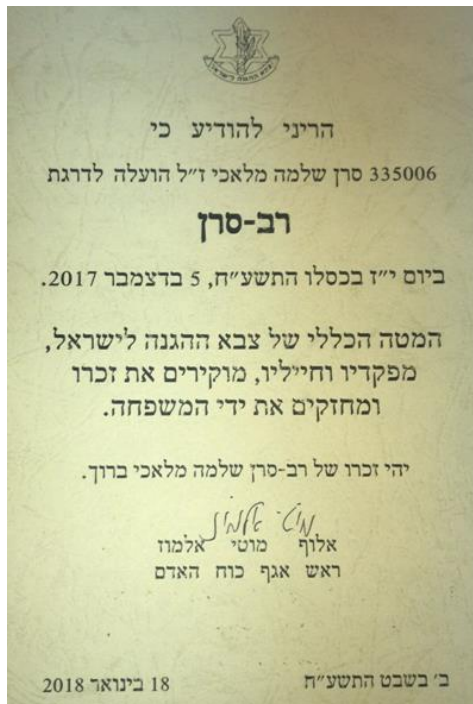 הריני להודיע כי
335006 סרן שלמה מלאכי ז״ל הועלה לדרגת
רב-סרן
ביום י״ז בכסלו התשע״ח, 5 בדצמבר 2017.
המטה הכללי של צבא ההגנה לישראל,
מפקדיו וחייליו, מוקירים את זכרו
ומחזקים את ידי המשפחה.
יהי זכרו של רב-סרן שלמה מלאכי ברוך.
אלוף מוטי אלמוז
ראש אגף כוח האדם
ב׳ בשבט התשע״ח 18 בינואר 2018